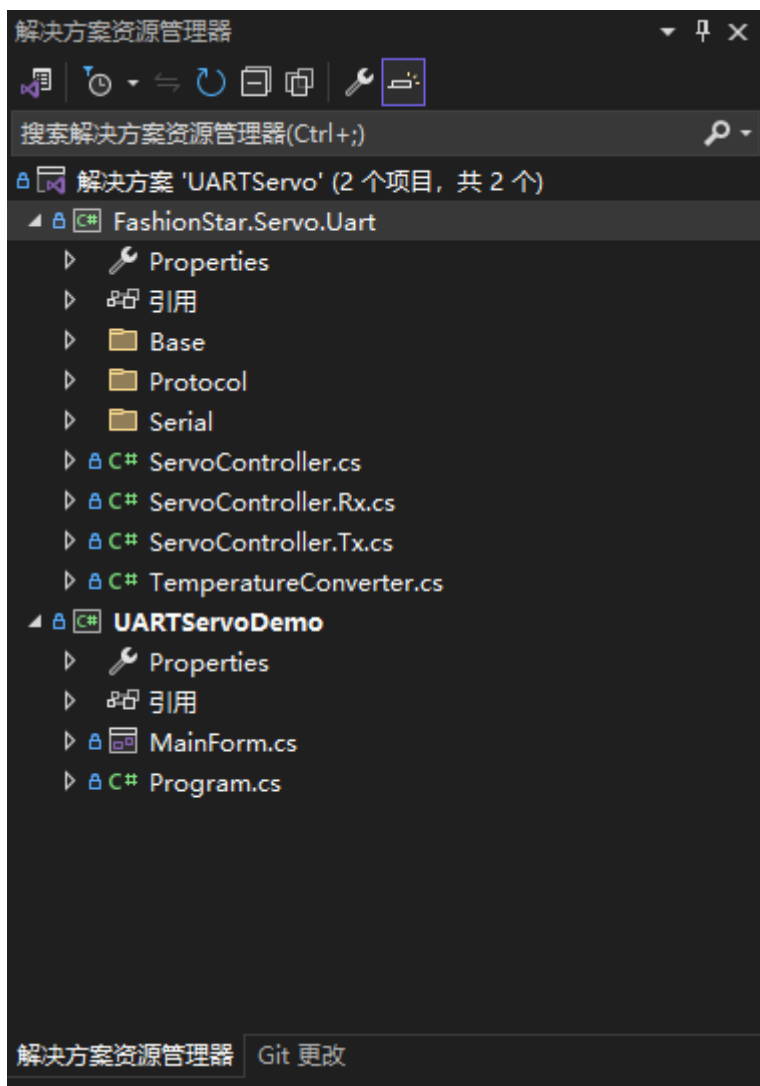 解决方案资源管理器
搜索解决方案资源管理器(Ctrl+;)
解决方案 'UARTServo' (2 个项目，共 2 个)
C# FashionStar.Servo.Uart
Properties
引用
Base
Protocol
Serial
C# ServoController.cs
C# ServoController.Rx.cs
C# ServoController.Tx.cs
C# TemperatureConverter.cs
C# UARTServoDemo
Properties
引用
MainForm.cs
C# Program.cs
解决方案资源管理器 Git 更改